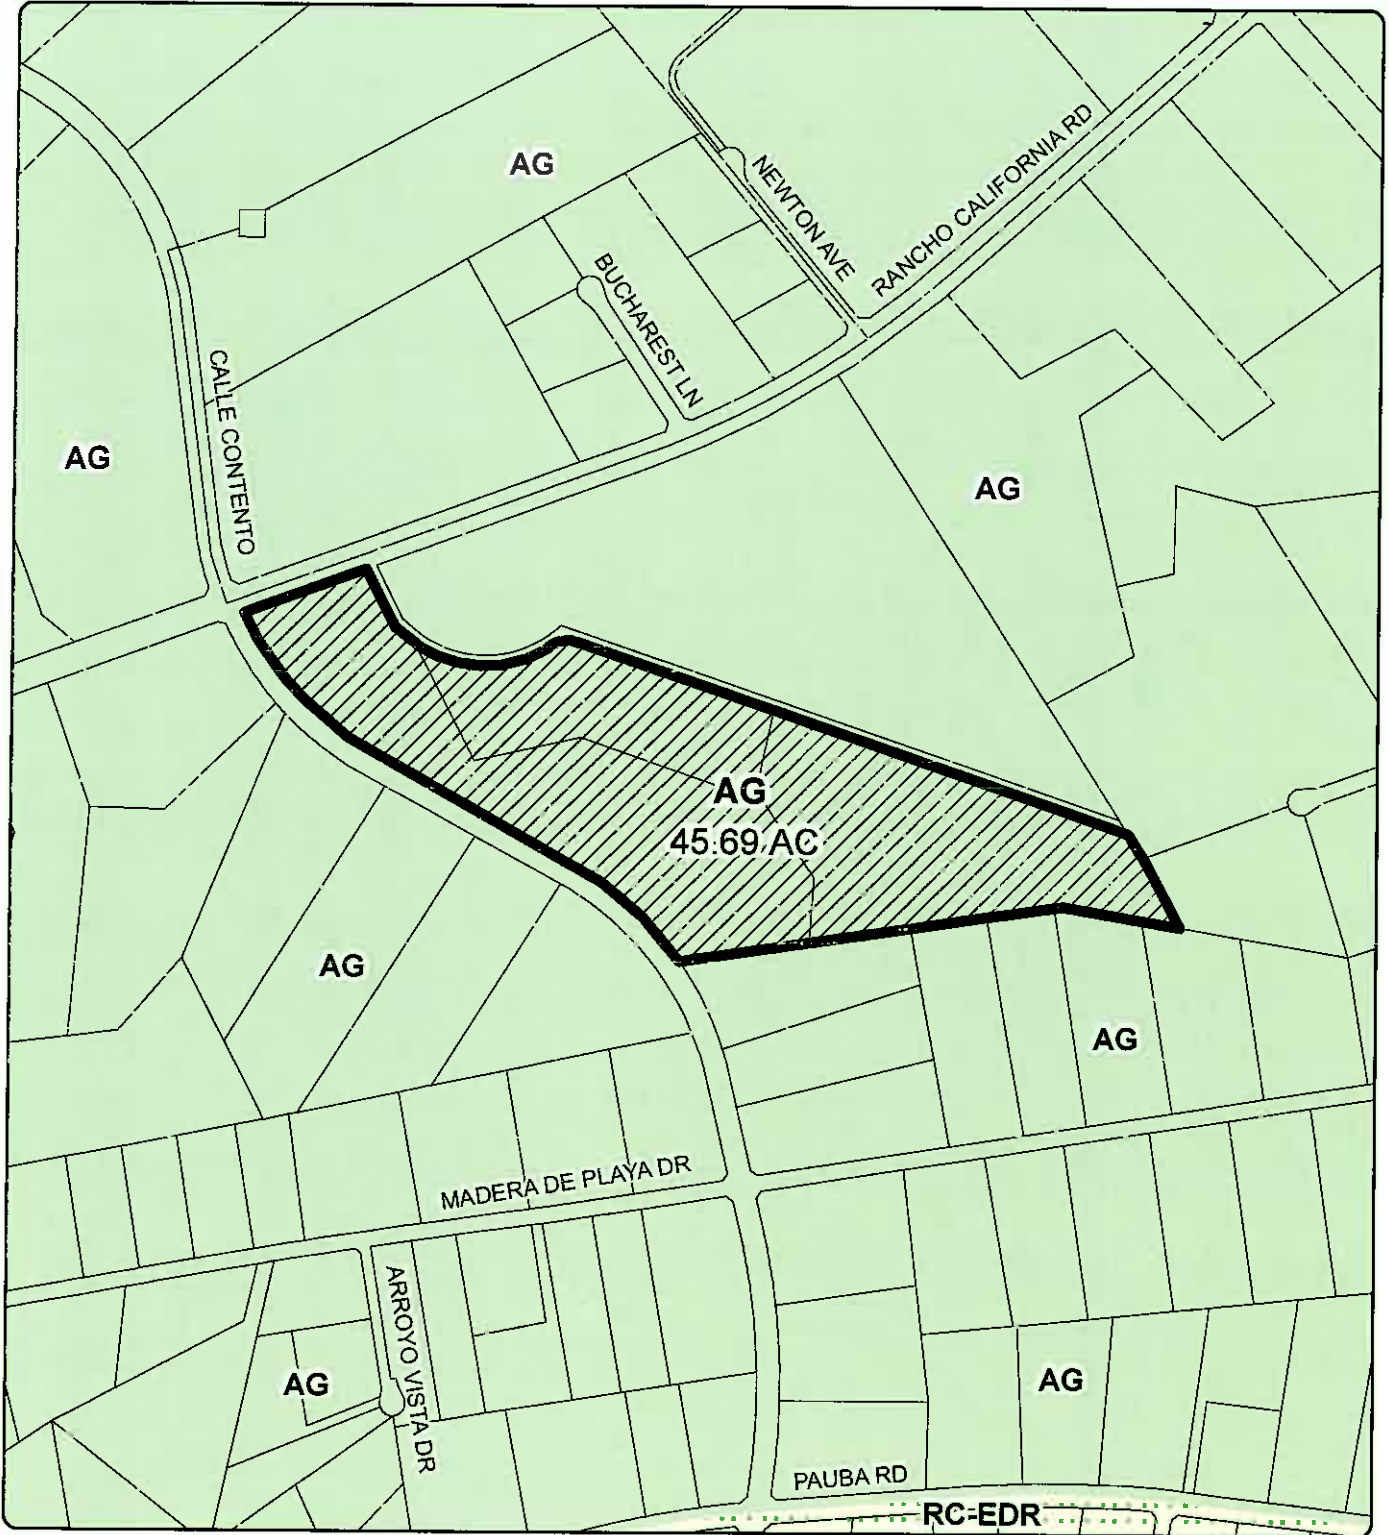 AG
NEWTON AVE
RANCHO CALIFORNIA RD
BUCHAREST LN
CALLE CONTENTO
AG
AG
AG
45.69 AC
AG
AG
MADERA DE PLAYA DR
ARROYO VISTA DR
AG
AG
PAUBA RD
RC-EDR